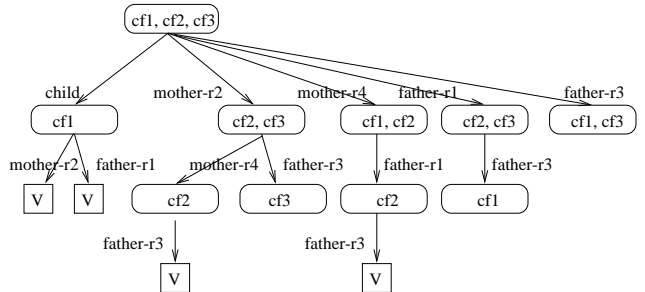 cf1, cf2, cf3
child mother-r2 mother-r4 father-r1 father-r3
cf1 cf2, cf3 cf1, cf2 cf2, cf3 cf1, cf3
mother-r2 father-r1 mother-r4 father-r3 father-r1 father-r3
V V cf2 cf3 cf2 cf1
father-r3 father-r3
V V